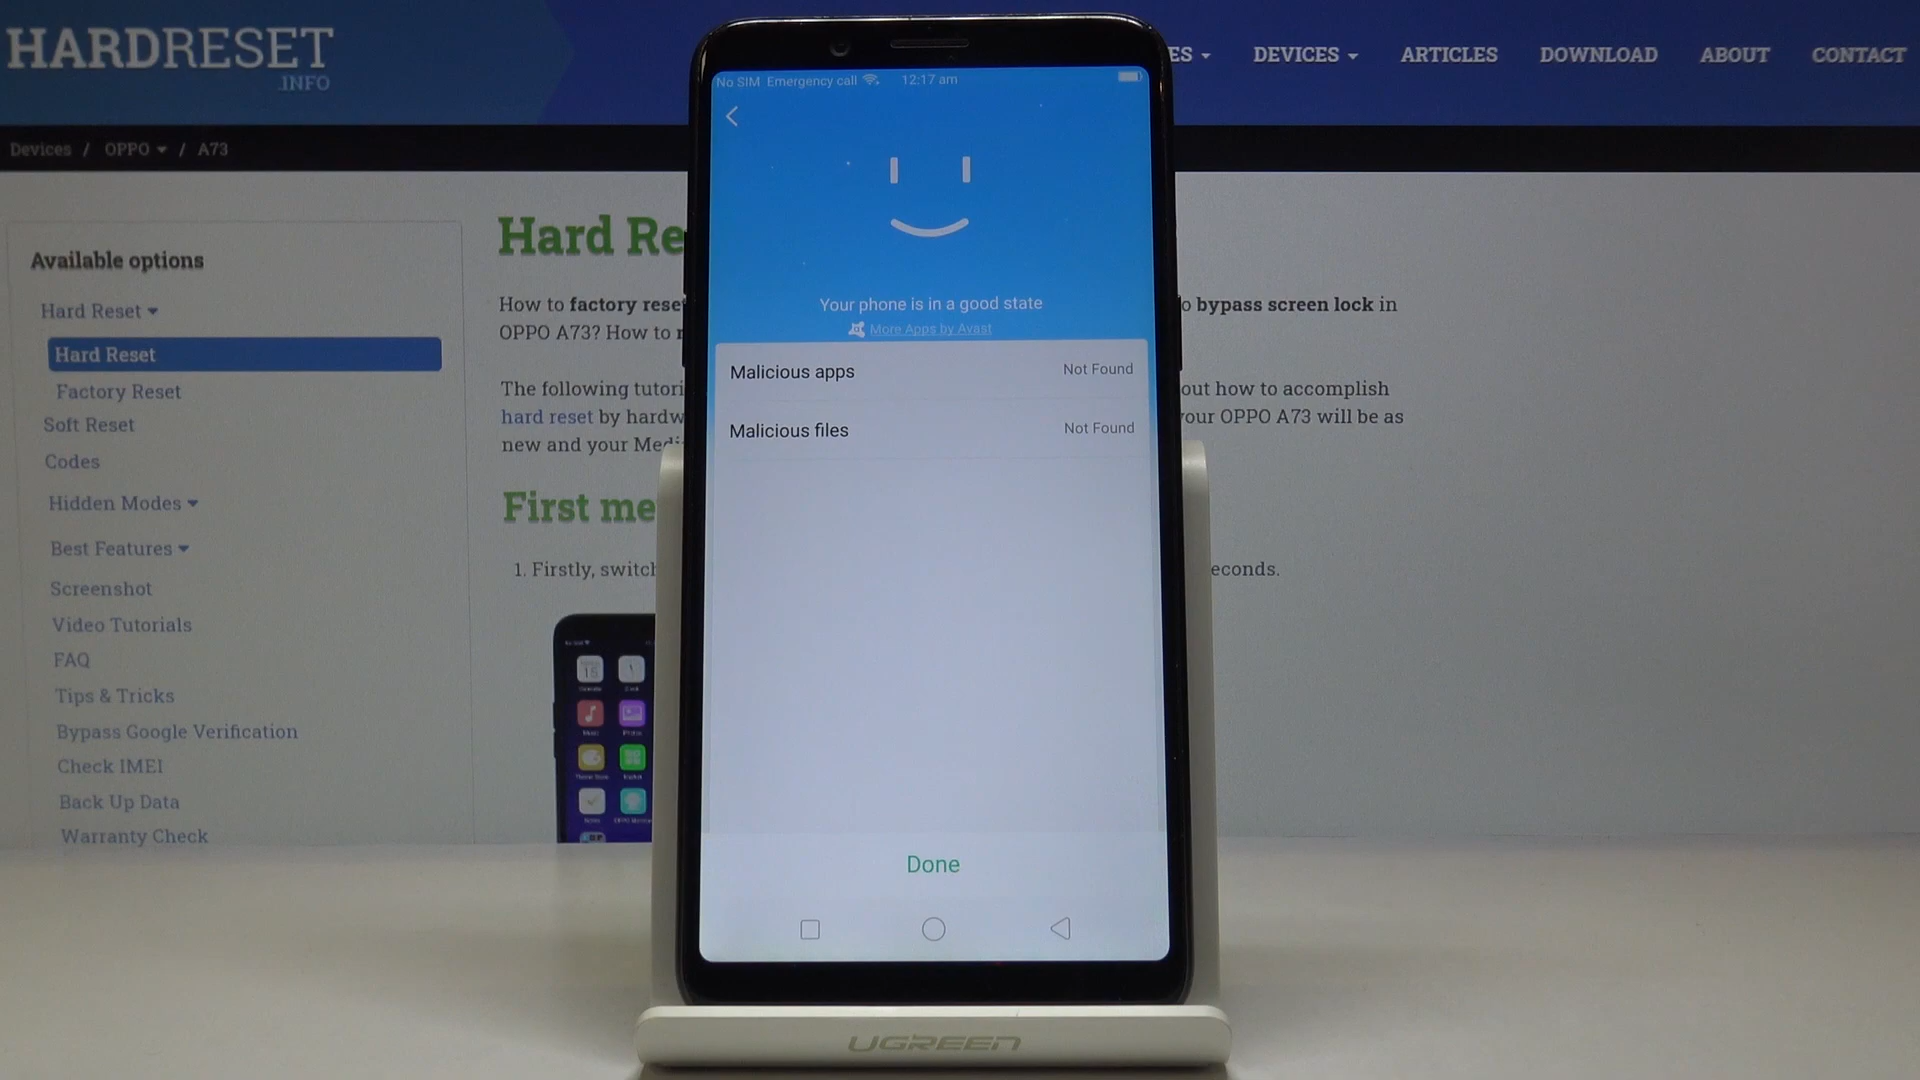 HARDRESET
.INFO
ES
DEVICES
ARTICLES
DOWNLOAD
ABOUT
CONTACT
Devices / OPPO / A73
Available options
Hard Reset
Hard Reset
Factory Reset
Soft Reset
Codes
Hidden Modes
Best Features
Screenshot
Video Tutorials
FAQ
Tips & Tricks
Bypass Google Verification
Check IMEI
Back Up Data
Warranty Check
Hard Re
How to factory reset
o bypass screen lock in
OPPO A73? How to r
The following tutori
out how to accomplish
hard reset by hardw
your OPPO A73 will be as
new and your Medi
First me
1. Firstly, switch
econds.
No SIM Emergency call 12:17 am
Your phone is in a good state
More Apps by Avast
Malicious apps Not Found
Malicious files Not Found
Done
UGREEN